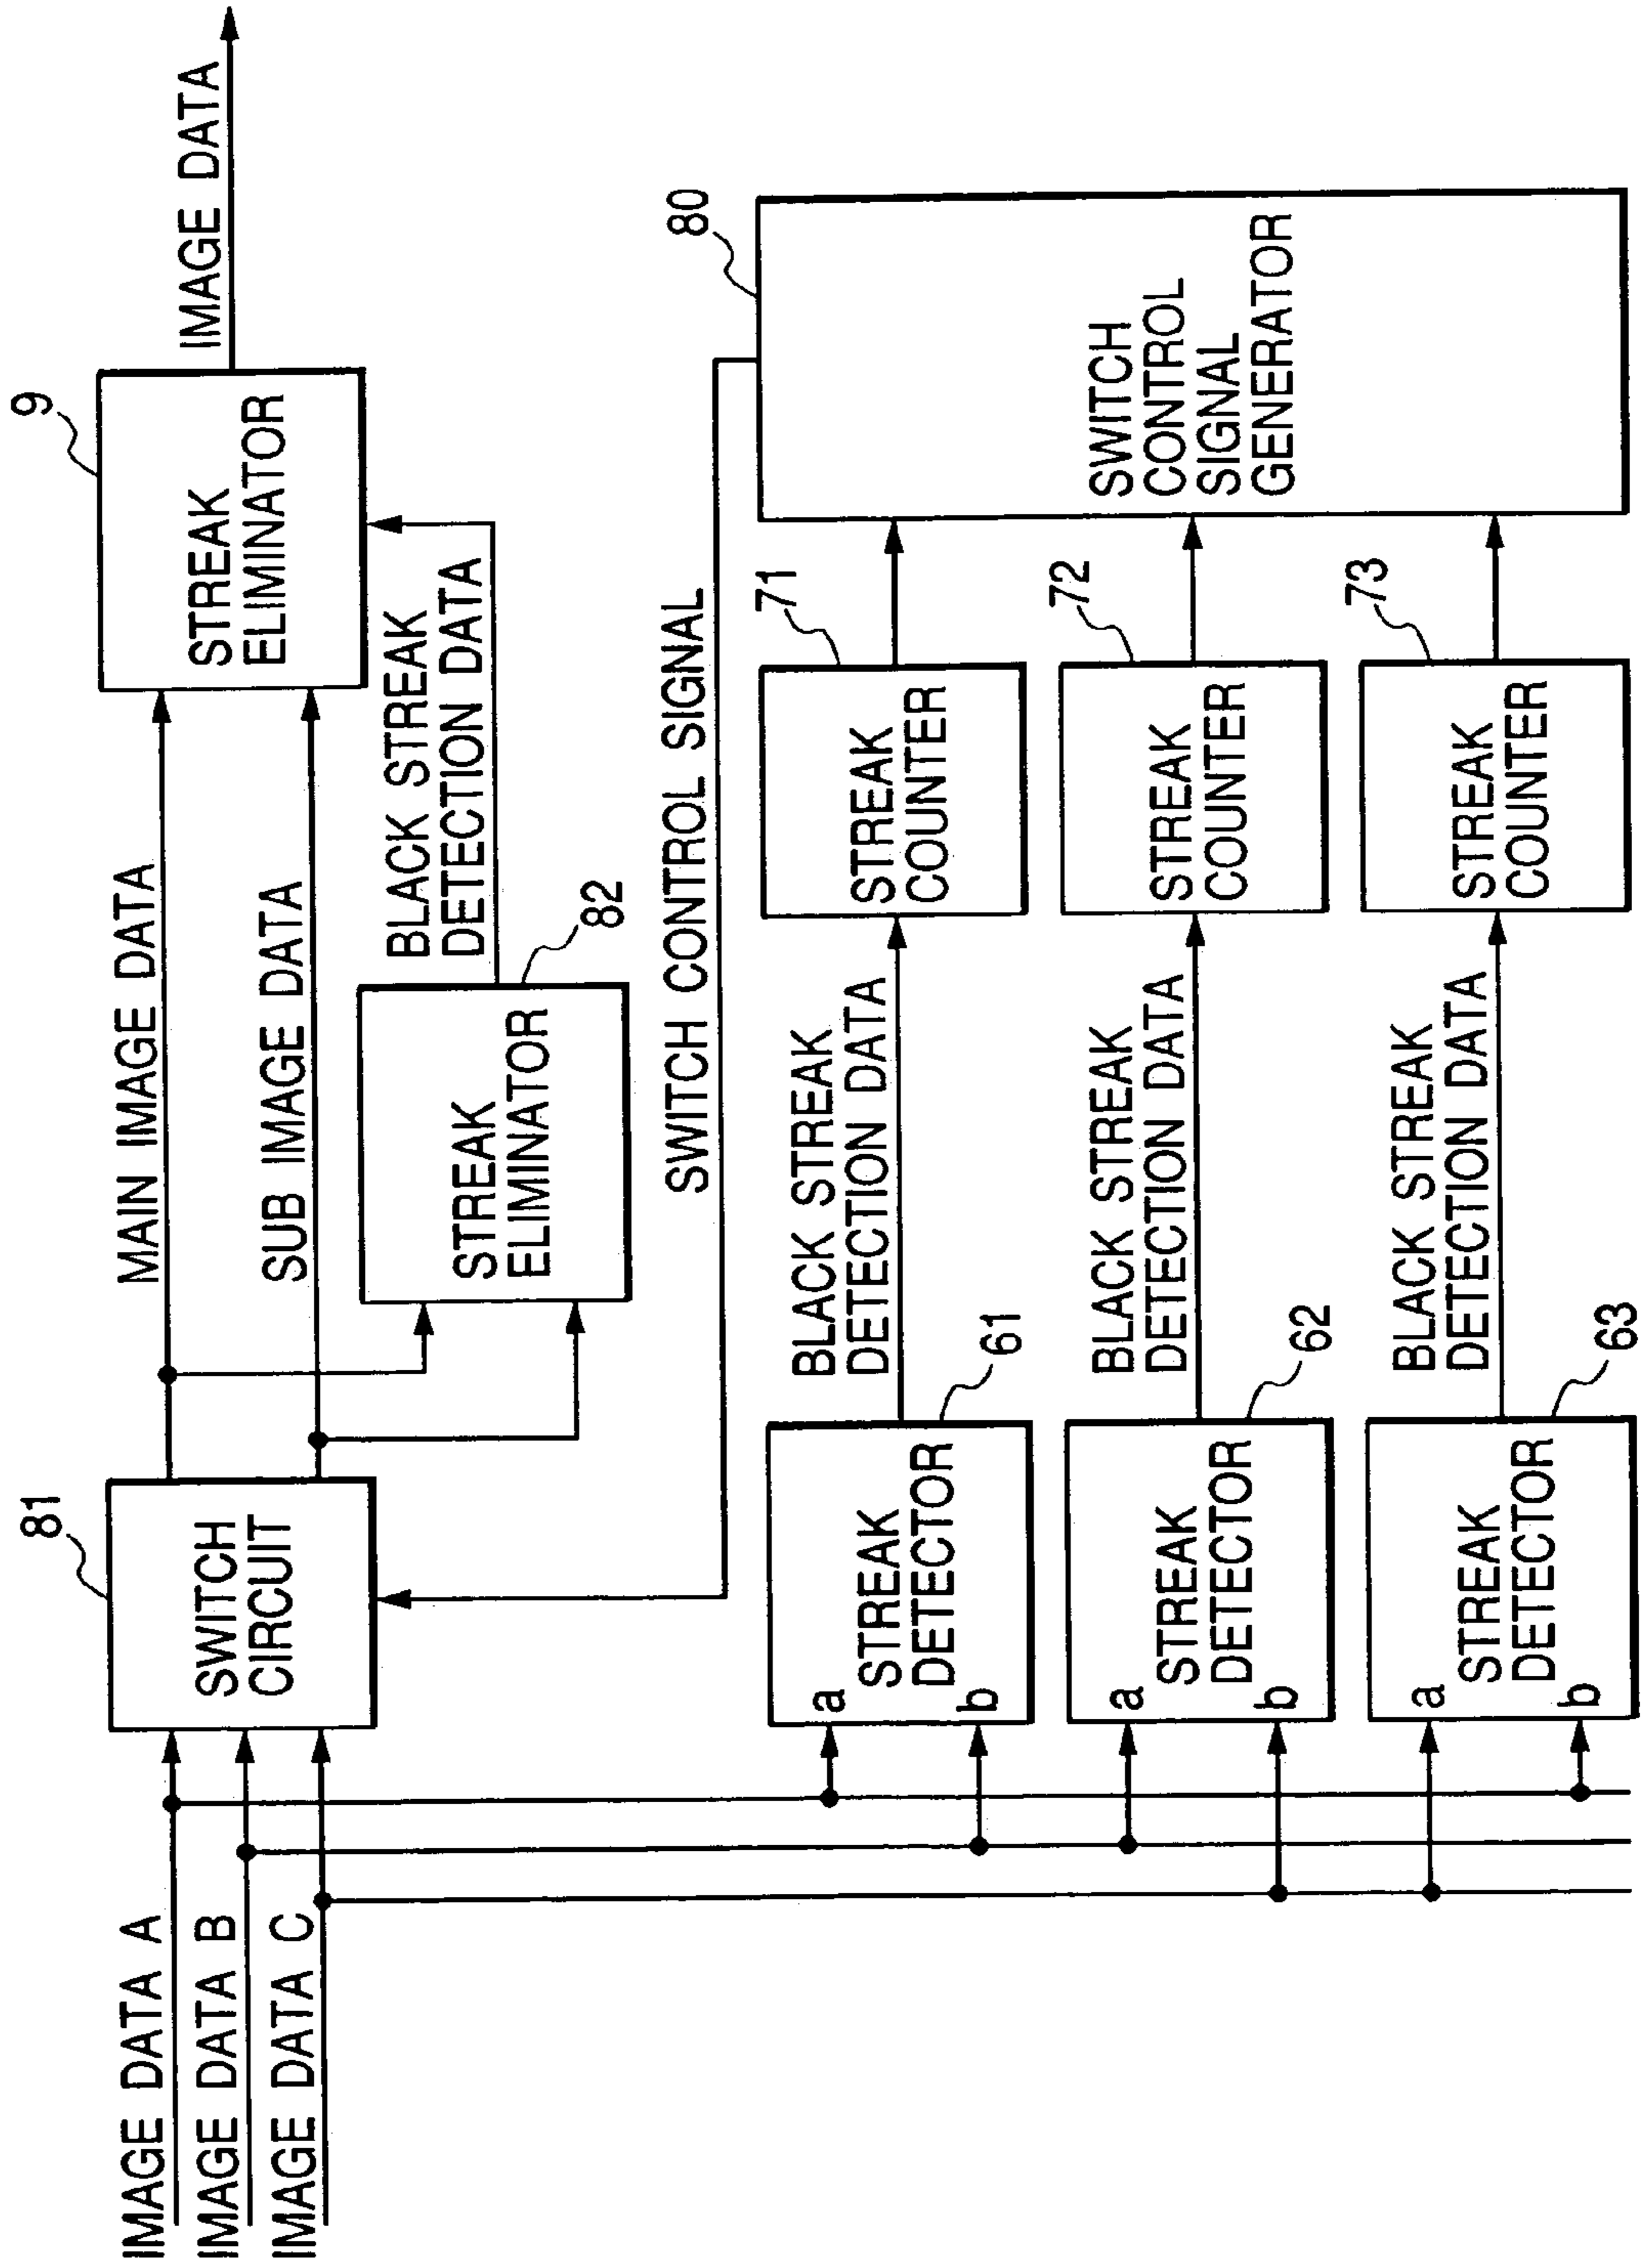 IMAGE DATA A
IMAGE DATA B
IMAGE DATA C
81
SWITCH
CIRCUIT
MAIN IMAGE DATA
SUB IMAGE DATA
STREAK
ELIMINATOR
82
BLACK STREAK
DETECTION DATA
9
STREAK
ELIMINATOR
IMAGE DATA
SWITCH CONTROL SIGNAL
a
b
STREAK
DETECTOR
61
BLACK STREAK
DETECTION DATA
STREAK
COUNTER
71
a
b
STREAK
DETECTOR
62
BLACK STREAK
DETECTION DATA
STREAK
COUNTER
72
a
b
STREAK
DETECTOR
63
BLACK STREAK
DETECTION DATA
STREAK
COUNTER
73
80
SWITCH
CONTROL
SIGNAL
GENERATOR